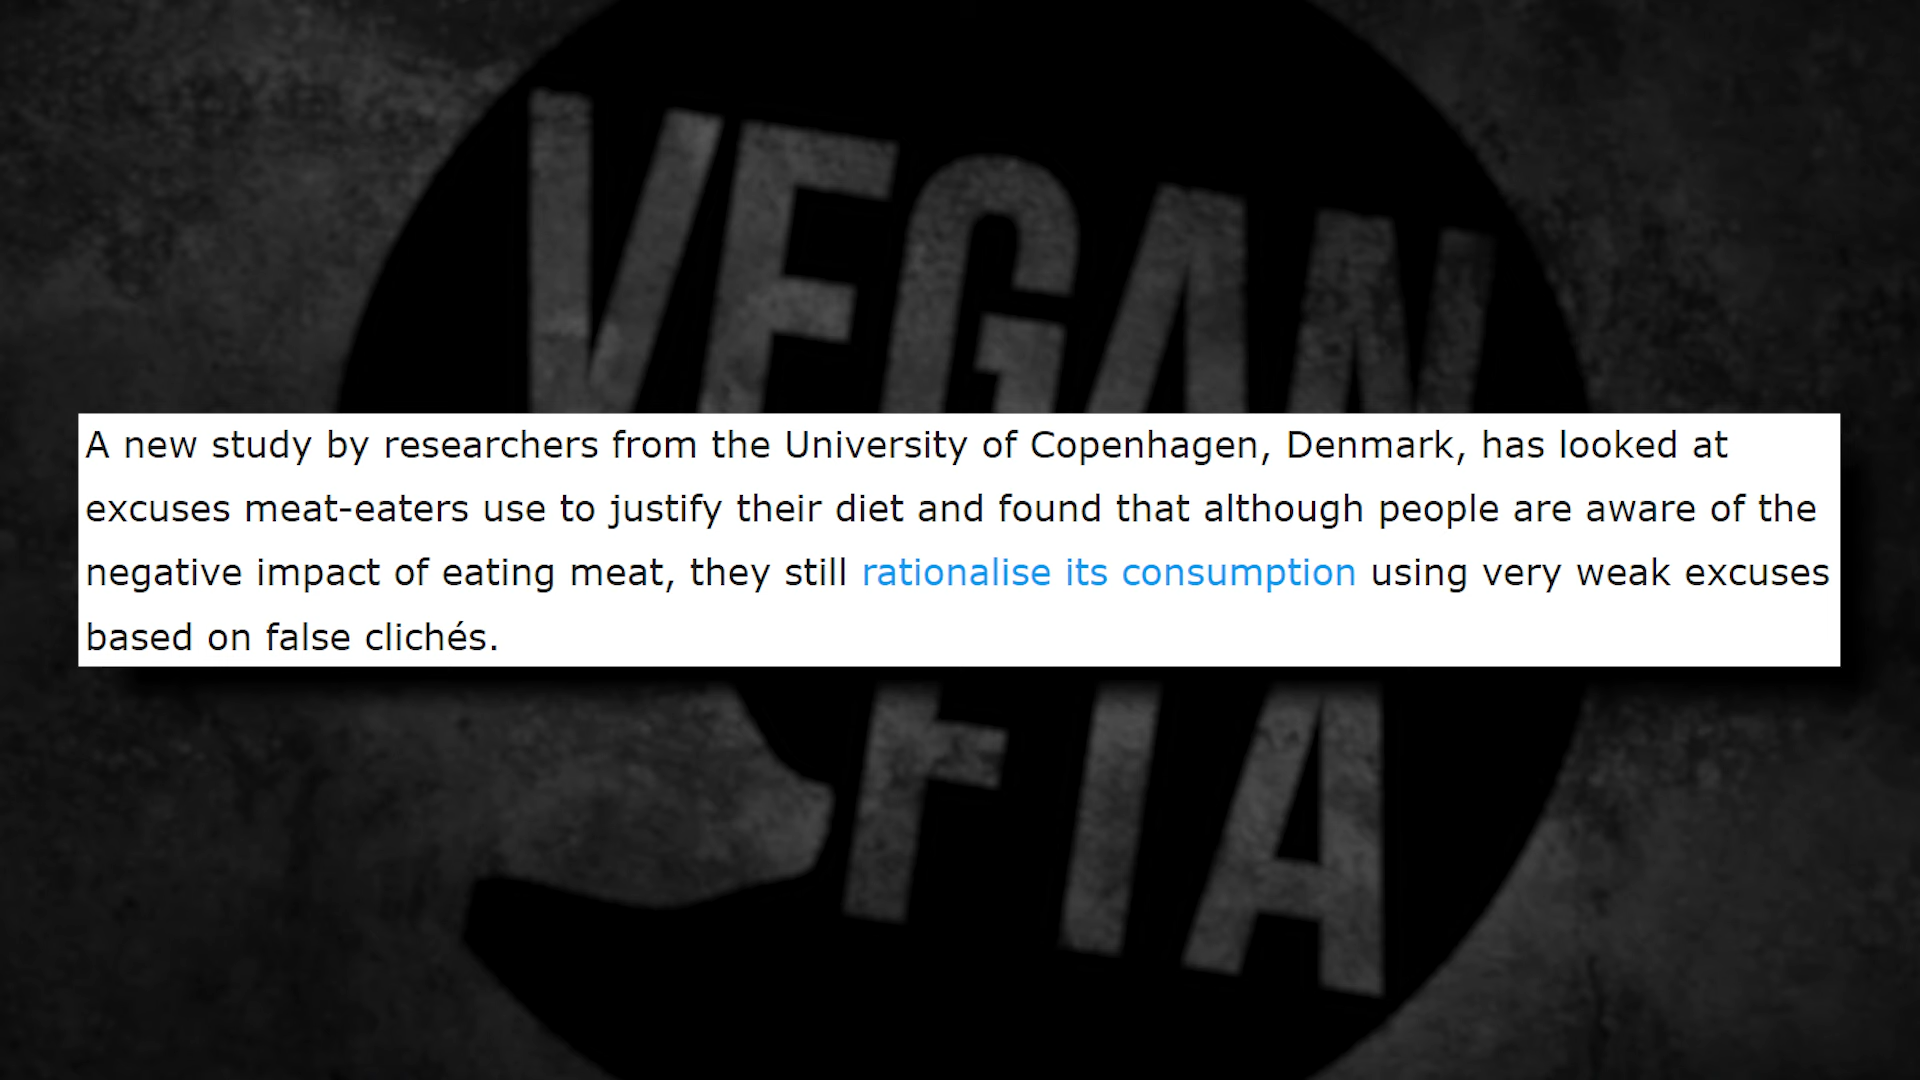 VEGAN
A new study by researchers from the University of Copenhagen, Denmark, has looked at
excuses meat-eaters use to justify their diet and found that although people are aware of the
negative impact of eating meat, they still rationalise its consumption using very weak excuses
based on false clichés.
FTA